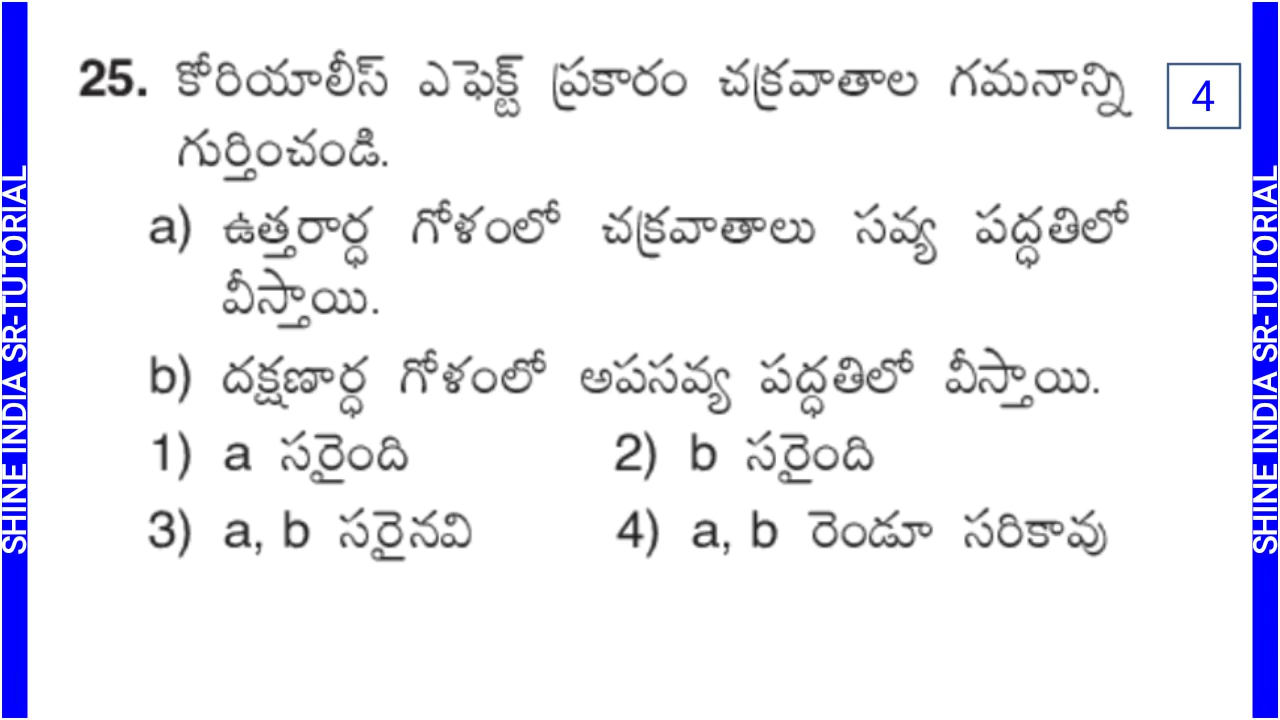 25. కోరియాలీస్ ఎఫెక్ట్ ప్రకారం చక్రవాతాల గమనాన్ని
4
గుర్తించండి.
a) ఉత్తరార్ధ గోళంలో చక్రవాతాలు సవ్య పద్ధతిలో
వీస్తాయి.
b) దక్షణార్ధ గోళంలో అపసవ్య పద్ధతిలో వీస్తాయి.
1) a సరైంది 2) b సరైంది
3) a, b సరైనవి 4) a, b రెండూ సరికావు
SHINE INDIA SR-TUTORIAL
SHINE INDIA SR-TUTORIAL